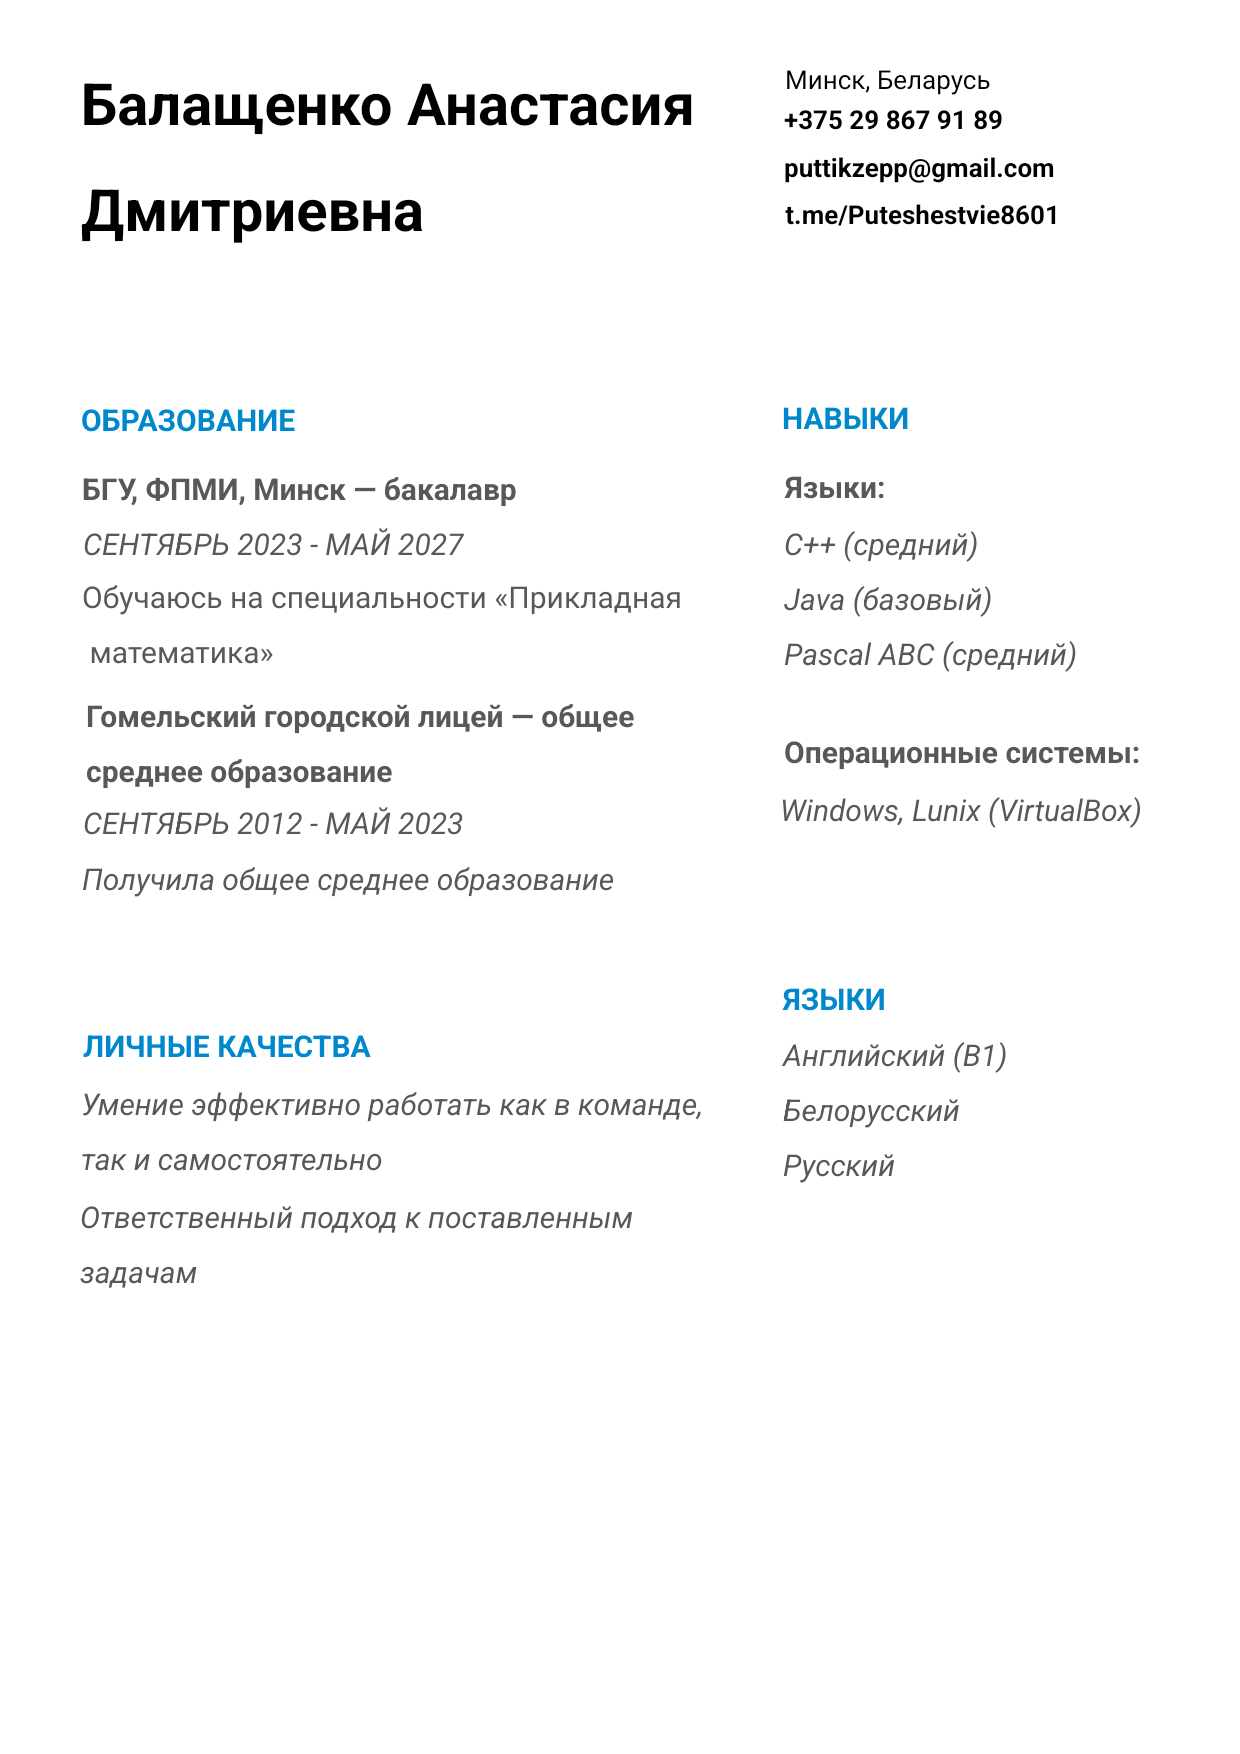 Балащенко Анастасия
Дмитриевна
Минск, Беларусь
+375 29 867 91 89
puttikzepp@gmail.com
t.me/Puteshestvie8601
ОБРАЗОВАНИЕ
БГУ, ФПМИ, Минск — бакалавр
СЕНТЯБРЬ 2023 - МАЙ 2027
Обучаюсь на специальности «Прикладная
математика»
Гомельский городской лицей — общее
среднее образование
СЕНТЯБРЬ 2012 - МАЙ 2023
Получила общее среднее образование
ЛИЧНЫЕ КАЧЕСТВА
Умение эффективно работать как в команде,
так и самостоятельно
Ответственный подход к поставленным
задачам
НАВЫКИ
Языки:
C++ (средний)
Java (базовый)
Pascal ABC (средний)
Операционные системы:
Windows, Lunix (VirtualBox)
ЯЗЫКИ
Английский (B1)
Белорусский
Русский